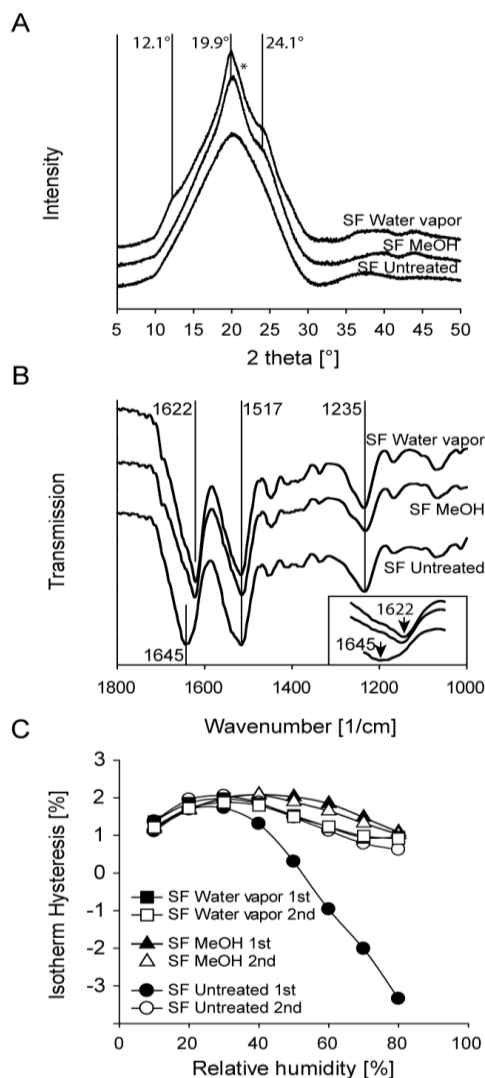 A
12.1° 19.9° 24.1°
*
Intensity
SF Water vapor
SF MeOH
SF Untreated
5 10 15 20 25 30 35 40 45 50
2 theta [°]
B
1622 1517 1235
SF Water vapor
SF MeOH
SF Untreated
Transmission
1622
1645
1645
1800 1600 1400 1200 1000
Wavenumber [1/cm]
C
3
2
1
0
-1
-2
-3
Isotherm Hysteresis [%]
SF Water vapor 1st
SF Water vapor 2nd
SF MeOH 1st
SF MeOH 2nd
SF Untreated 1st
SF Untreated 2nd
0 20 40 60 80 100
Relative humidity [%]